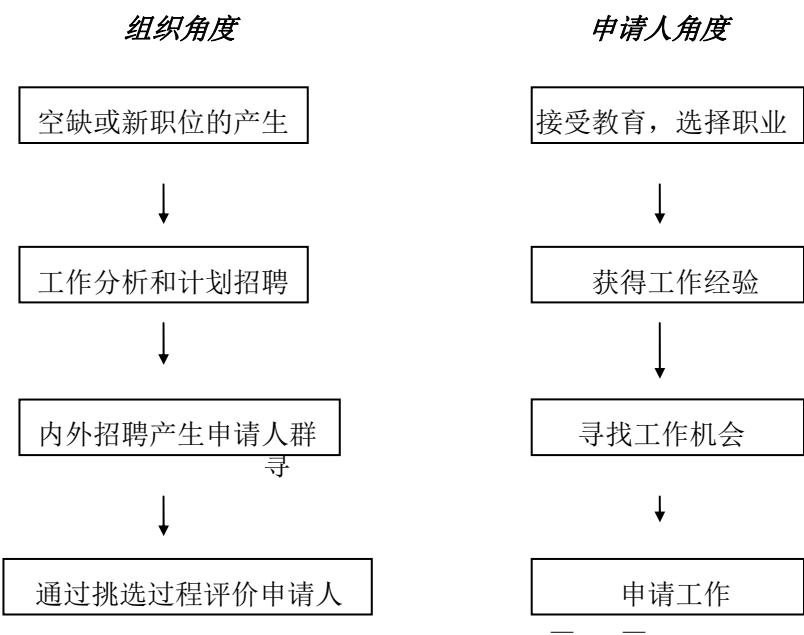 组织角度
申请人角度
空缺或新职位的产生
接受教育，选择职业
工作分析和计划招聘
获得工作经验
内外招聘产生申请人群
寻
寻找工作机会
通过挑选过程评价申请人
申请工作